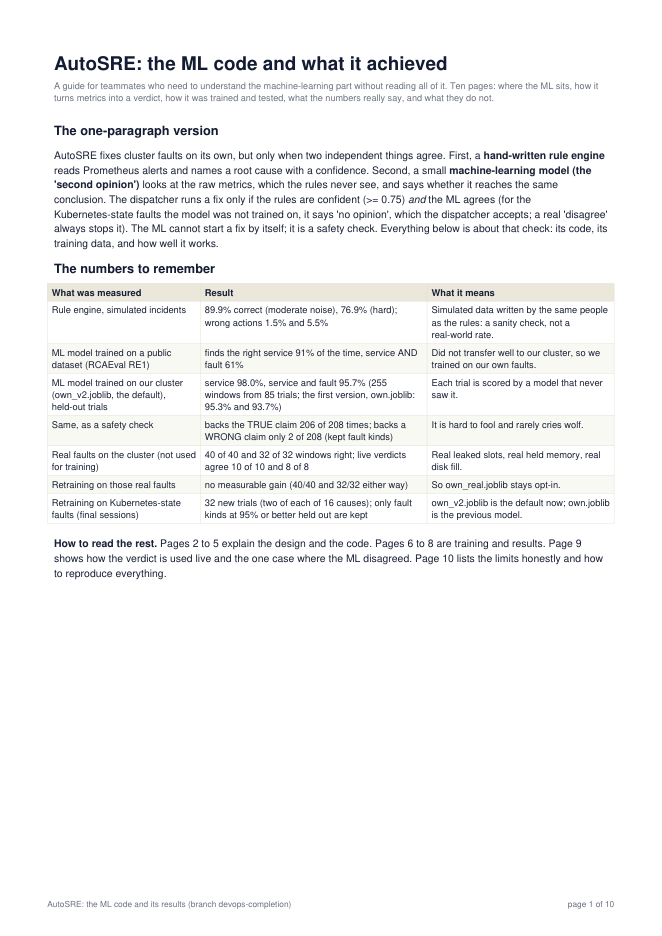 AutoSRE: the ML code and what it achieved
A guide for teammates who need to understand the machine-learning part without reading all of it. Ten pages: where the ML sits, how it
turns metrics into a verdict, how it was trained and tested, what the numbers really say, and what they do not.
The one-paragraph version
AutoSRE fixes cluster faults on its own, but only when two independent things agree. First, a hand-written rule engine
reads Prometheus alerts and names a root cause with a confidence. Second, a small machine-learning model (the
'second opinion') looks at the raw metrics, which the rules never see, and says whether it reaches the same
conclusion. The dispatcher runs a fix only if the rules are confident (>= 0.75) and the ML agrees (for the
Kubernetes-state faults the model was not trained on, it says 'no opinion', which the dispatcher accepts; a real 'disagree'
always stops it). The ML cannot start a fix by itself; it is a safety check. Everything below is about that check: its code, its
training data, and how well it works.
The numbers to remember
What was measured Result What it means
Rule engine, simulated incidents 89.9% correct (moderate noise), 76.9% (hard); Simulated data written by the same people
wrong actions 1.5% and 5.5% as the rules: a sanity check, not a
real-world rate.
ML model trained on a public finds the right service 91% of the time, service AND Did not transfer well to our cluster, so we
dataset (RCAEval RE1) fault 61% trained on our own faults.
ML model trained on our cluster service 98.0%, service and fault 95.7% (255 Each trial is scored by a model that never
(own_v2.joblib, the default), windows from 85 trials; the first version, own.joblib: saw it.
held-out trials 95.3% and 93.7%)
Same, as a safety check backs the TRUE claim 206 of 208 times; backs a It is hard to fool and rarely cries wolf.
WRONG claim only 2 of 208 (kept fault kinds)
Real faults on the cluster (not used 40 of 40 and 32 of 32 windows right; live verdicts Real leaked slots, real held memory, real
for training) agree 10 of 10 and 8 of 8 disk fill.
Retraining on those real faults no measurable gain (40/40 and 32/32 either way) So own_real.joblib stays opt-in.
Retraining on Kubernetes-state 32 new trials (two of each of 16 causes); only fault own_v2.joblib is the default now; own.joblib
faults (final sessions) kinds at 95% or better held out are kept is the previous model.
How to read the rest. Pages 2 to 5 explain the design and the code. Pages 6 to 8 are training and results. Page 9
shows how the verdict is used live and the one case where the ML disagreed. Page 10 lists the limits honestly and how
to reproduce everything.
AutoSRE: the ML code and its results (branch devops-completion) page 1 of 10